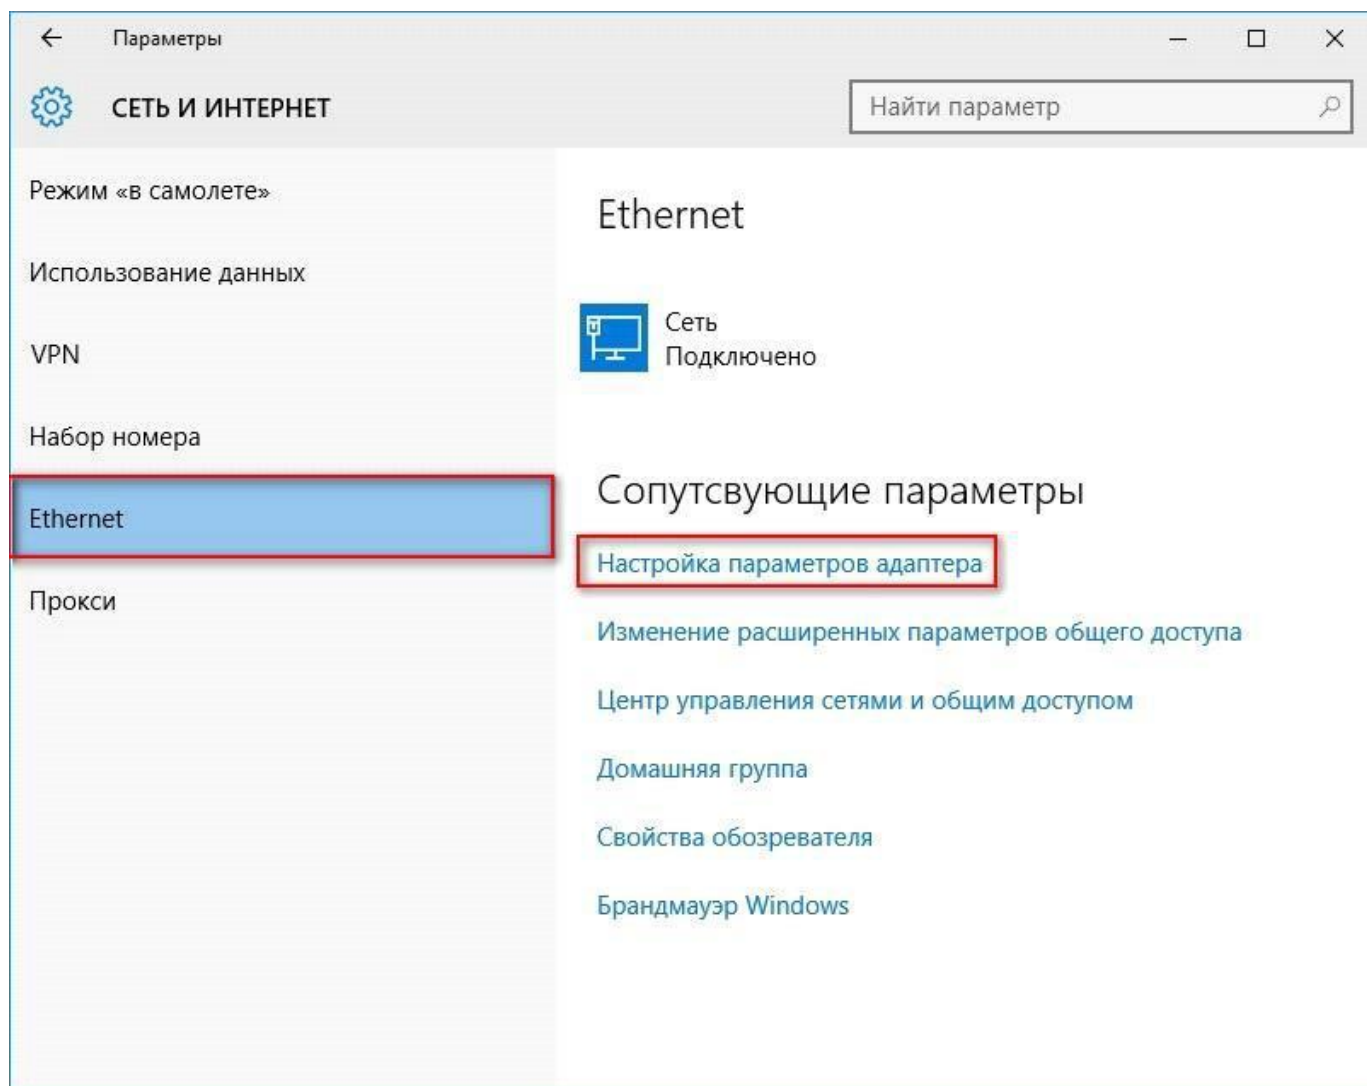 Параметры
СЕТЬ И ИНТЕРНЕТ
Найти параметр
Режим «в самолете»
Использование данных
VPN
Набор номера
Ethernet
Прокси
Ethernet
Сеть
Подключено
Сопутсвующие параметры
Настройка параметров адаптера
Изменение расширенных параметров общего доступа
Центр управления сетями и общим доступом
Домашняя группа
Свойства обозревателя
Брандмауэр Windows